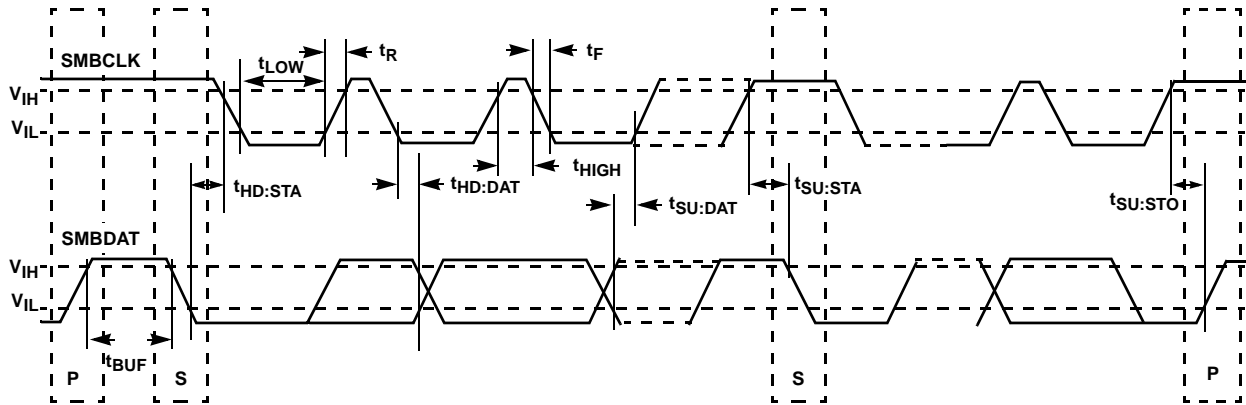 SMBCLK
tLOW
tR
tF
VIH
VIL
tHD:STA
tHD:DAT
tHIGH
tSU:DAT
tSU:STA
tSU:STO
SMBDAT
VIH
VIL
tBUF
P
S
S
P